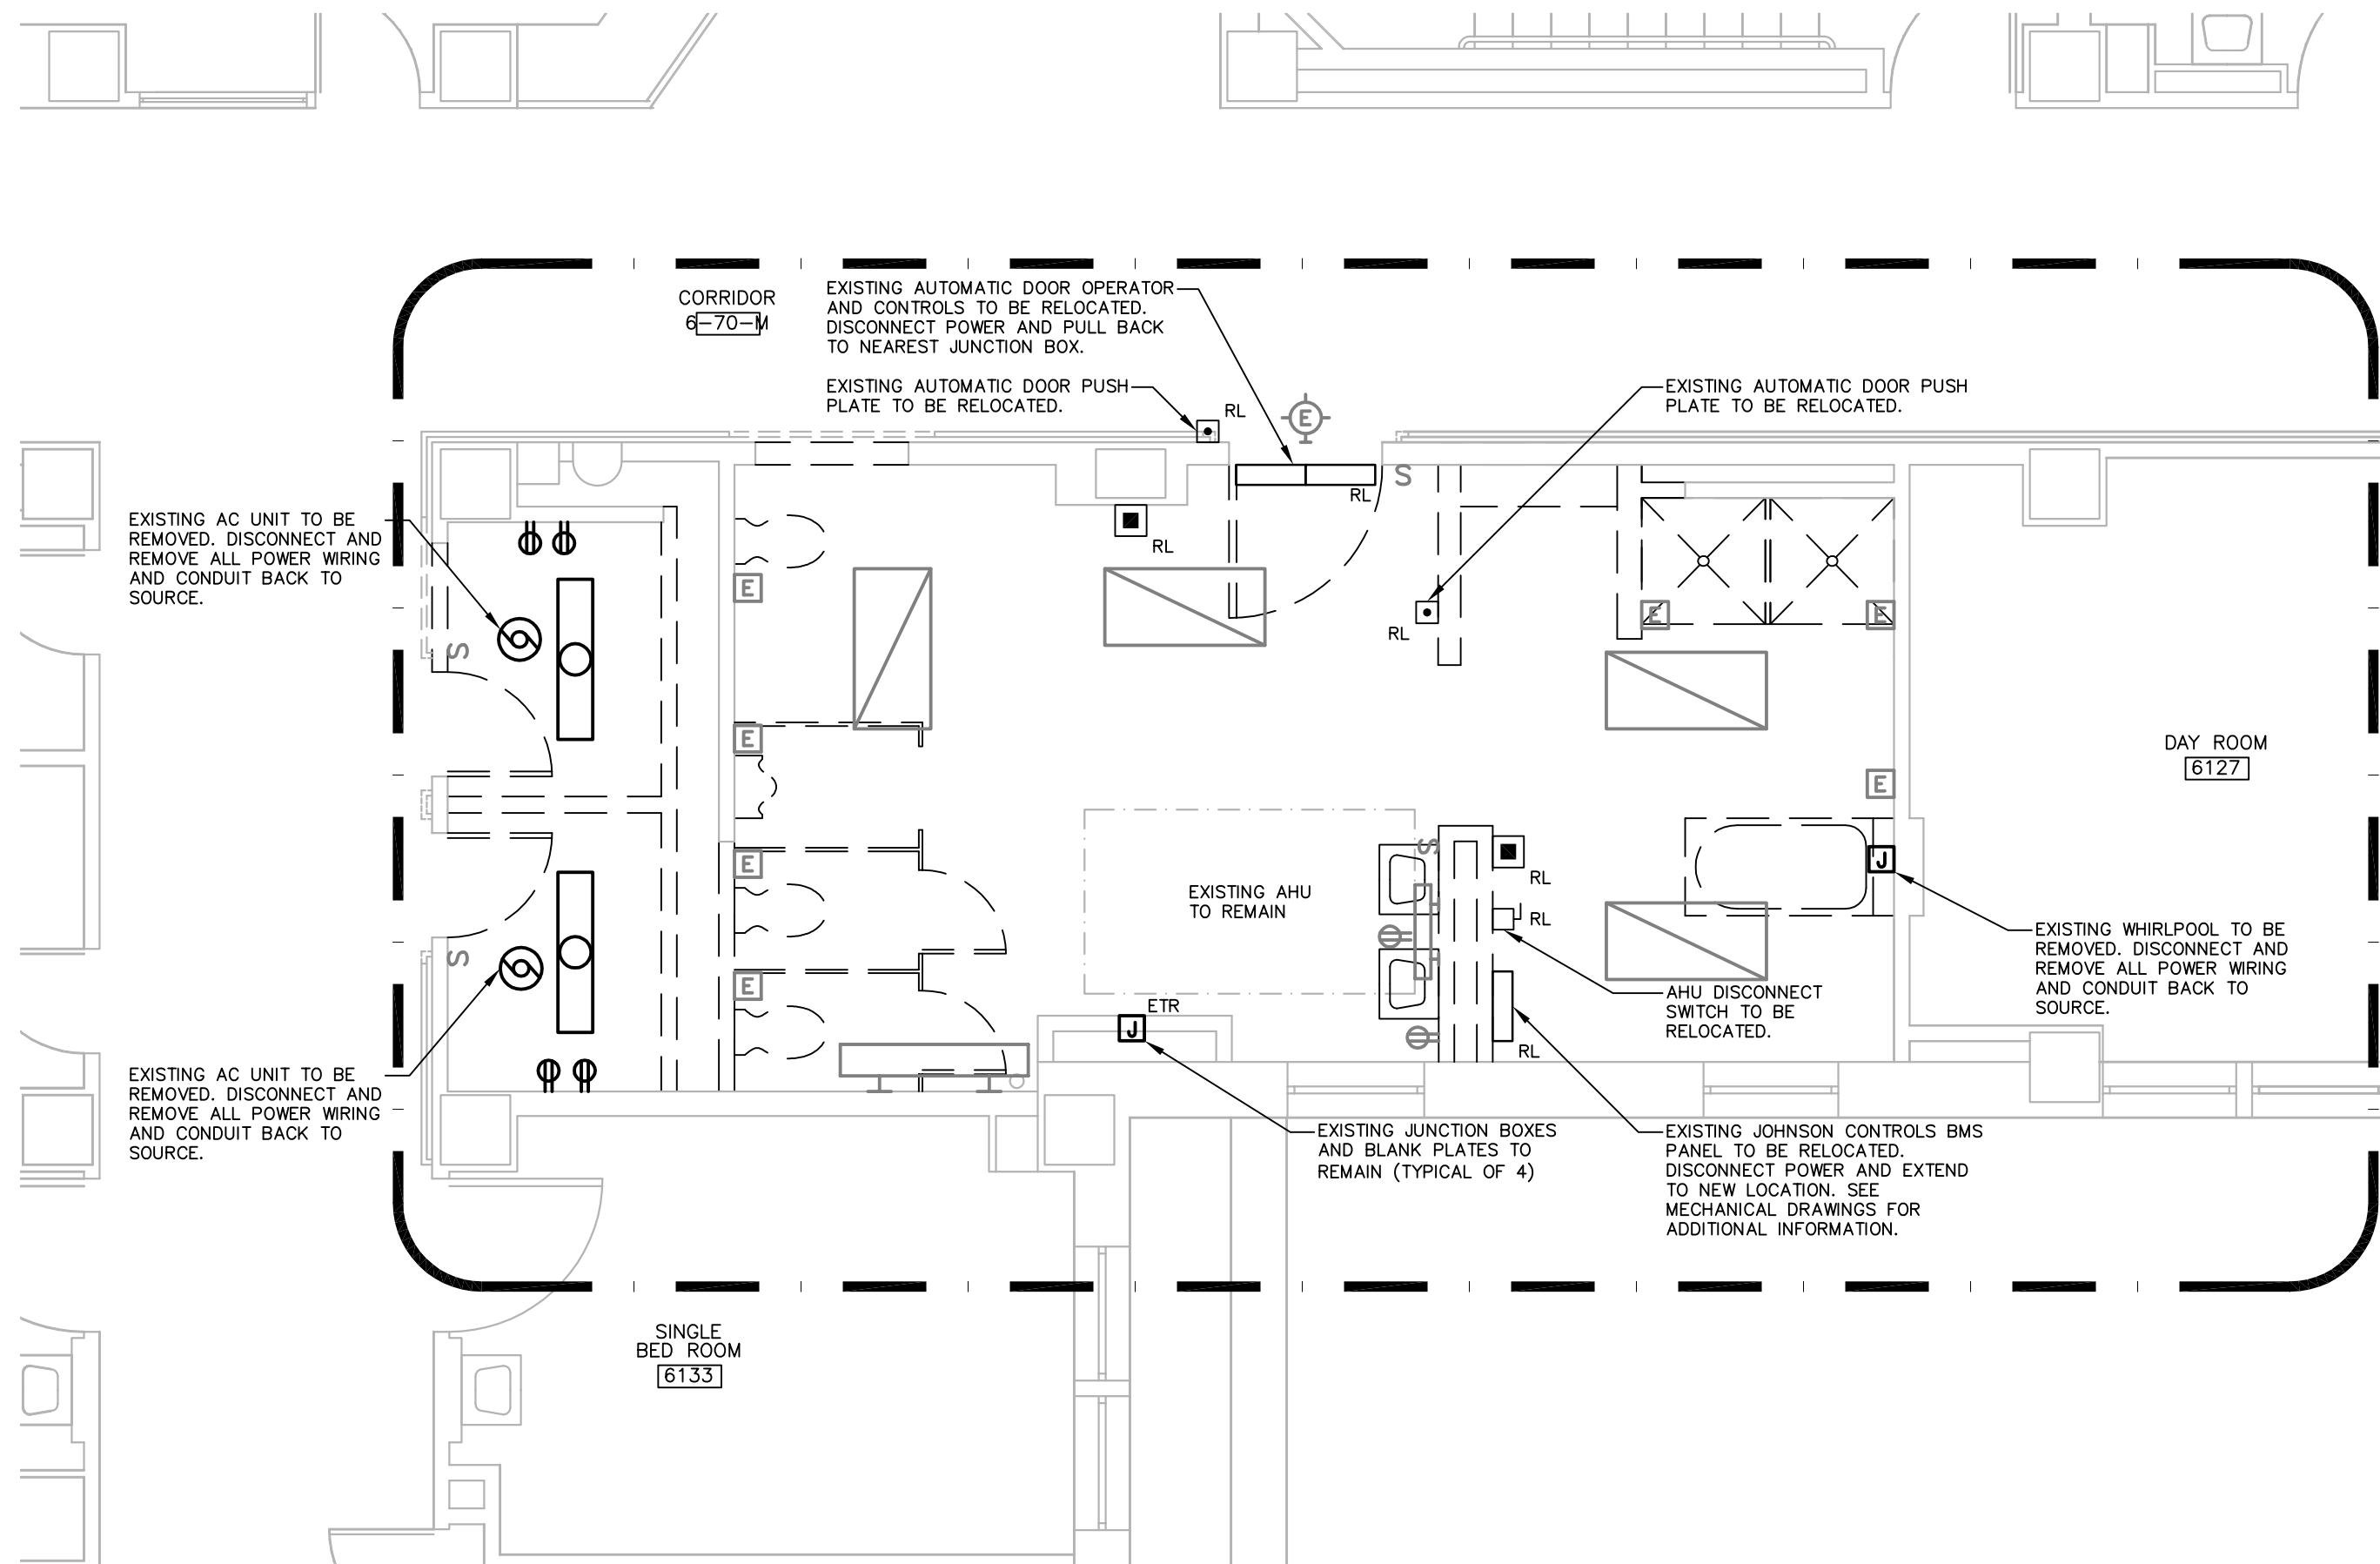 CORRIDOR
6-70-M
EXISTING AUTOMATIC DOOR OPERATOR
AND CONTROLS TO BE RELOCATED.
DISCONNECT POWER AND PULL BACK
TO NEAREST JUNCTION BOX.
EXISTING AUTOMATIC DOOR PUSH
PLATE TO BE RELOCATED.
RL
E
EXISTING AUTOMATIC DOOR PUSH
PLATE TO BE RELOCATED.
S
RL
RL
EXISTING AC UNIT TO BE
REMOVED. DISCONNECT AND
REMOVE ALL POWER WIRING
AND CONDUIT BACK TO
SOURCE.
S
E
RL
E
E
E
DAY ROOM
6127
E
E
E
EXISTING AHU
TO REMAIN
S
RL
RL
J
EXISTING WHIRLPOOL TO BE
REMOVED. DISCONNECT AND
REMOVE ALL POWER WIRING
AND CONDUIT BACK TO
SOURCE.
S
E
ETR
J
AHU DISCONNECT
SWITCH TO BE
RELOCATED.
RL
EXISTING AC UNIT TO BE
REMOVED. DISCONNECT AND
REMOVE ALL POWER WIRING
AND CONDUIT BACK TO
SOURCE.
EXISTING JUNCTION BOXES
AND BLANK PLATES TO
REMAIN (TYPICAL OF 4)
EXISTING JOHNSON CONTROLS BMS
PANEL TO BE RELOCATED.
DISCONNECT POWER AND EXTEND
TO NEW LOCATION. SEE
MECHANICAL DRAWINGS FOR
ADDITIONAL INFORMATION.
SINGLE
BED ROOM
6133